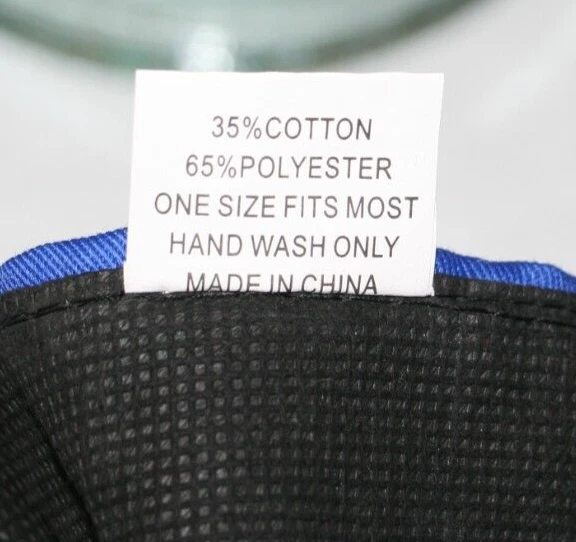 35%COTTON
65%POLYESTER
ONE SIZE FITS MOST
HAND WASH ONLY
MADE IN CHINA